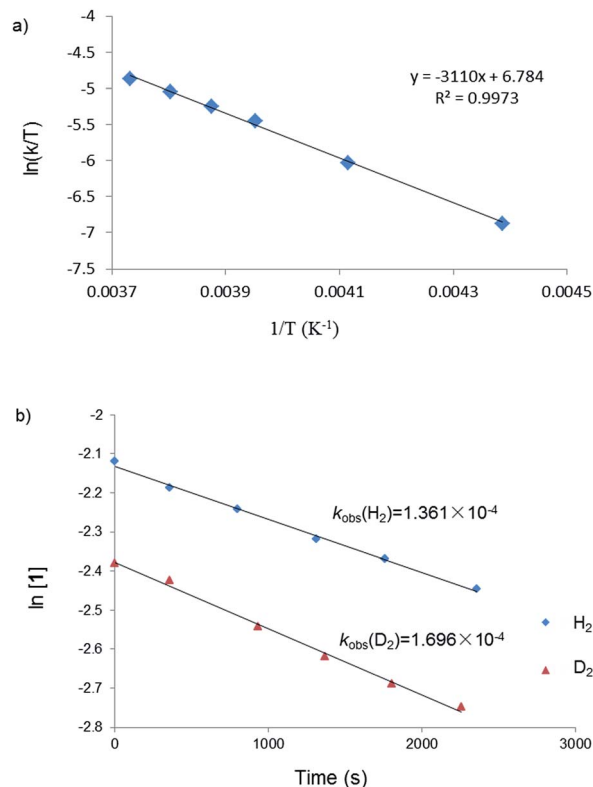 a)
-4
-4.5
-5
-5.5
-6
-6.5
-7
-7.5
ln(k/T)
y = -3110x + 6.784
R² = 0.9973
0.0037 0.0039 0.0041 0.0043 0.0045
1/T (K⁻¹)
b)
-2
-2.1
-2.2
-2.3
-2.4
-2.5
-2.6
-2.7
-2.8
ln [1]
kobs(H₂)=1.361×10⁻⁴
kobs(D₂)=1.696×10⁻⁴
H₂
D₂
0 1000 2000 3000
Time (s)